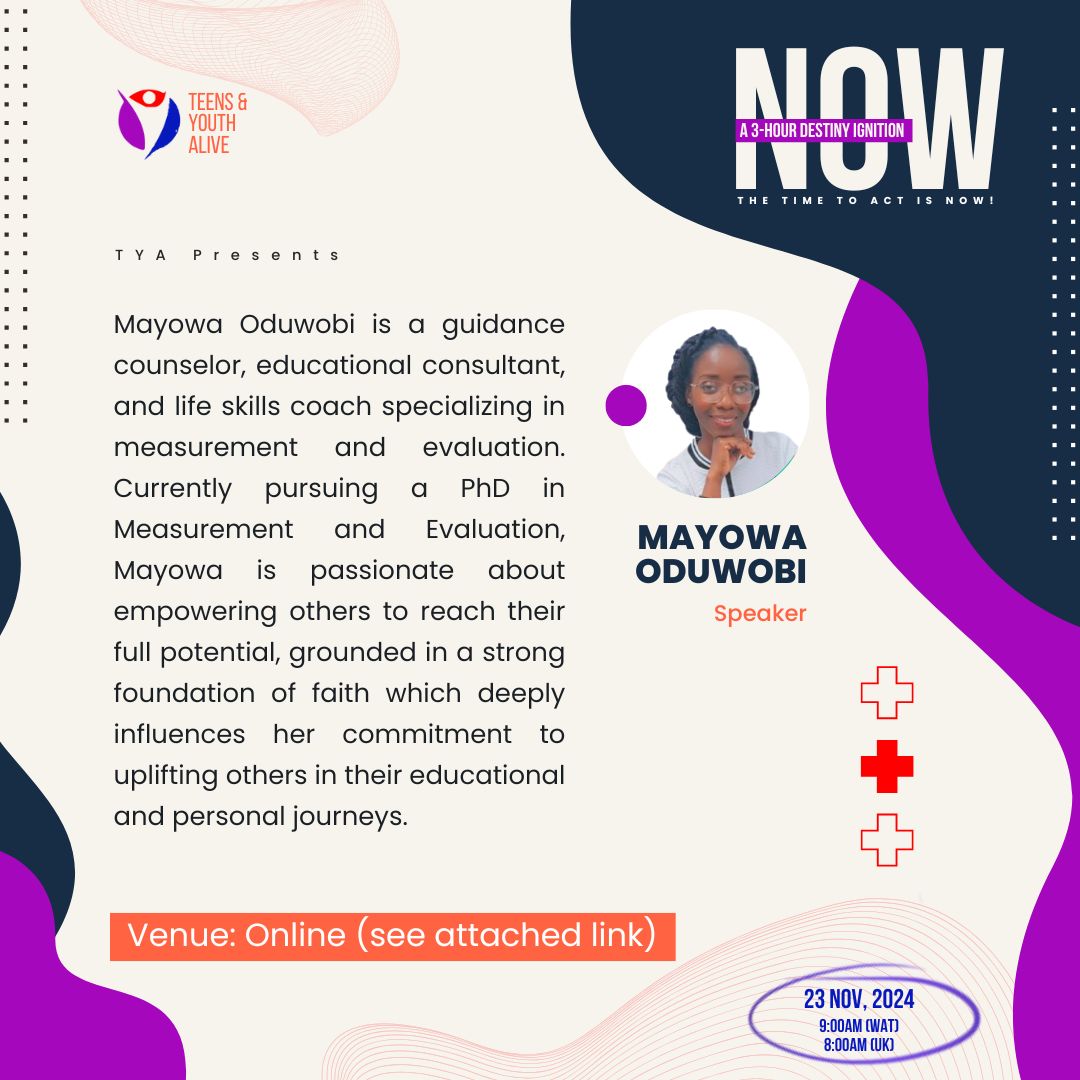 TEENS &
YOUTH
ALIVE
NOW
A 3-HOUR DESTINY IGNITION
THE TIME TO ACT IS NOW!
TYA Presents
Mayowa Oduwobi is a guidance
counselor, educational consultant,
and life skills coach specializing in
measurement and evaluation.
Currently pursuing a PhD in
Measurement and Evaluation,
Mayowa is passionate about
empowering others to reach their
full potential, grounded in a strong
foundation of faith which deeply
influences her commitment to
uplifting others in their educational
and personal journeys.
MAYOWA
ODUWOBI
Speaker
Venue: Online (see attached link)
23 NOV, 2024
9:00AM (WAT)
8:00AM (UK)